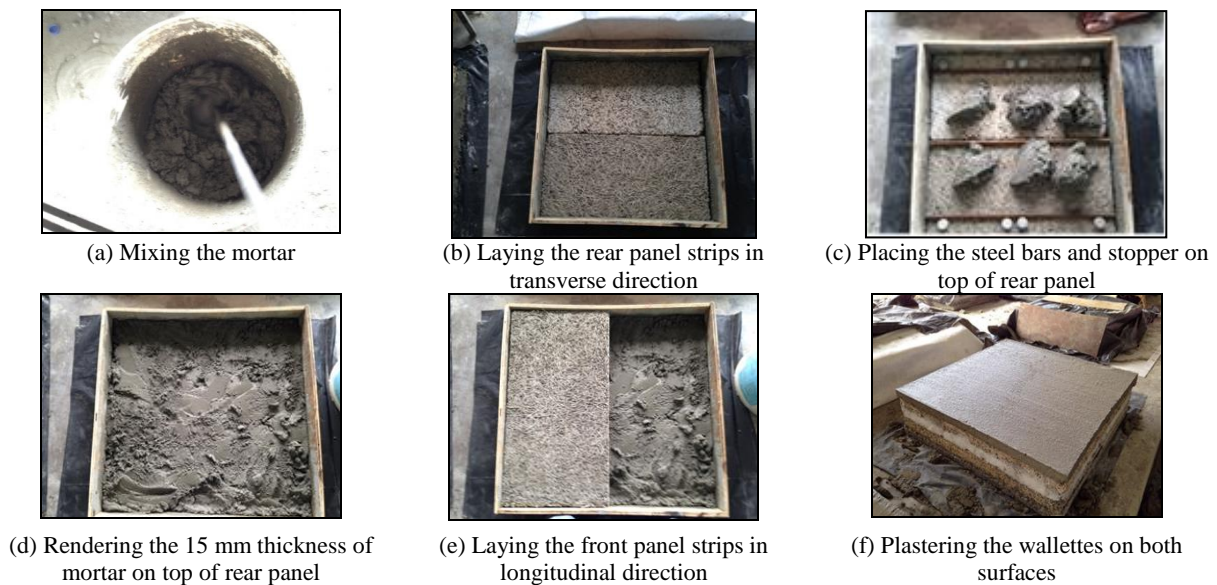 (a) Mixing the mortar
(b) Laying the rear panel strips in
transverse direction
(c) Placing the steel bars and stopper on
top of rear panel
(d) Rendering the 15 mm thickness of
mortar on top of rear panel
(e) Laying the front panel strips in
longitudinal direction
(f) Plastering the wallettes on both
surfaces